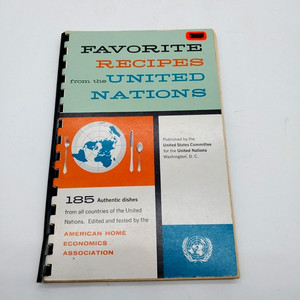 FAVORITE
RECIPES
from the UNITED
NATIONS
Published by the
United States Committee
for the United Nations
Washington, D. C.
185 Authentic dishes
from all countries of the United
Nations. Edited and tested by the
AMERICAN HOME
ECONOMICS
ASSOCIATION